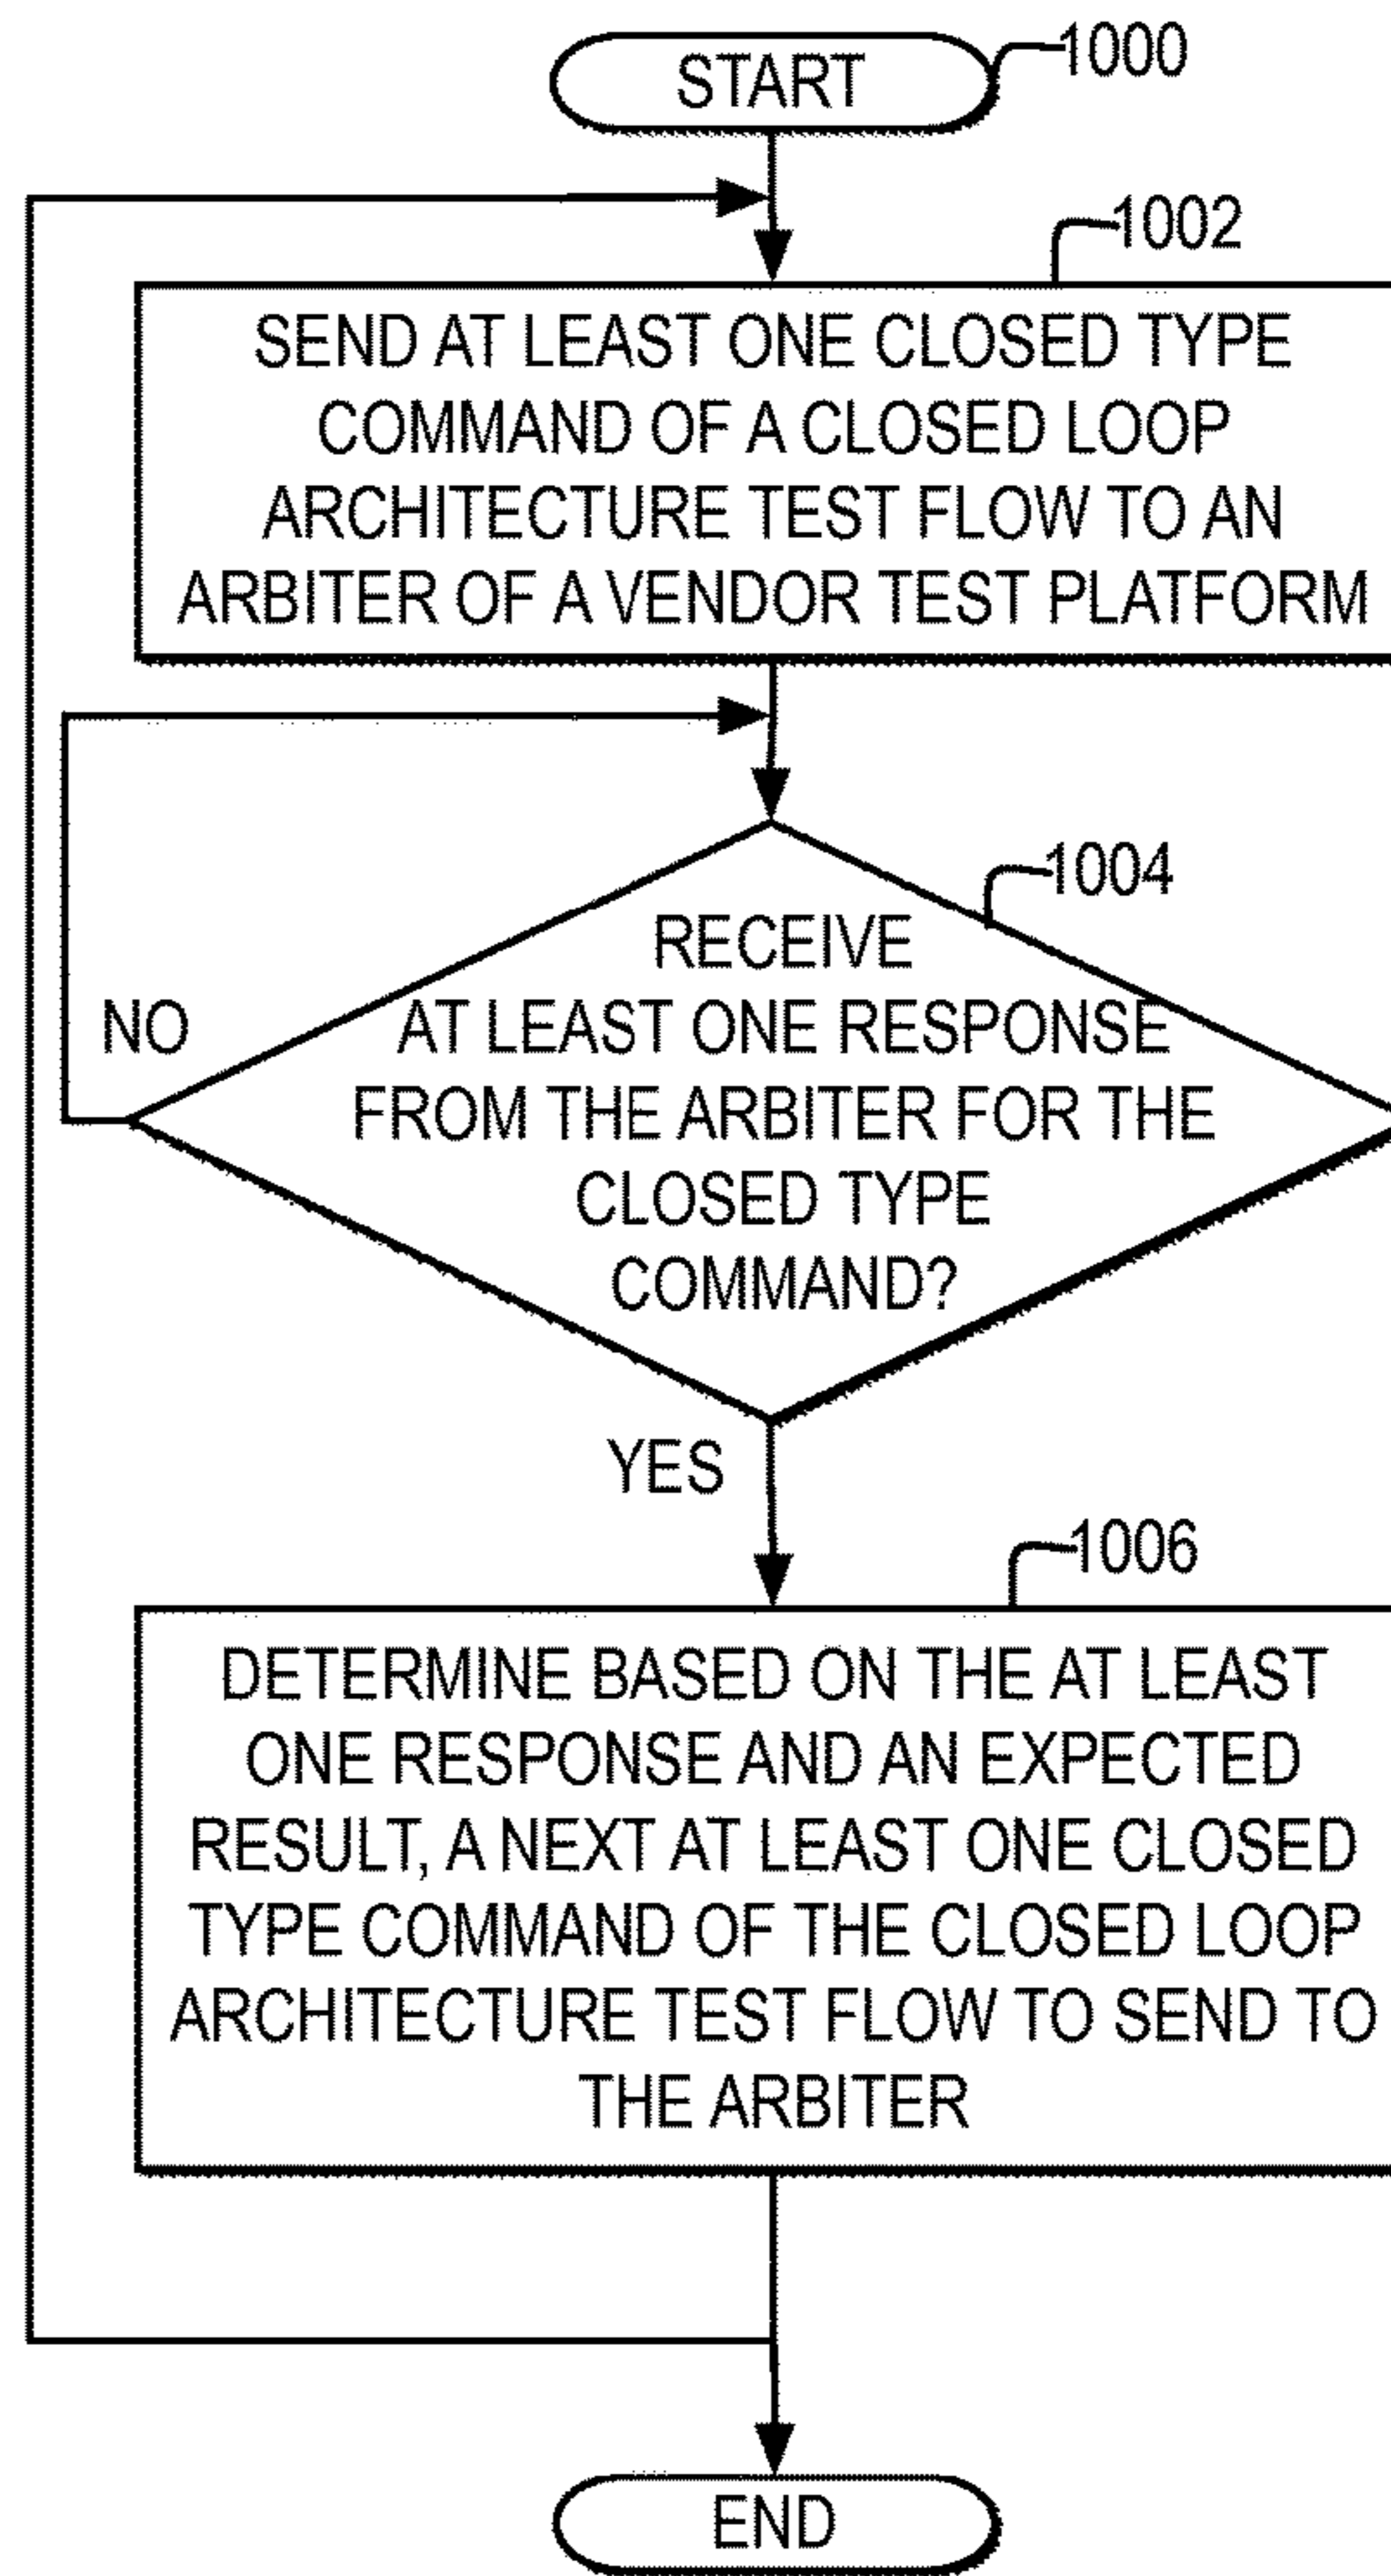 START
1000
1002
SEND AT LEAST ONE CLOSED TYPE
COMMAND OF A CLOSED LOOP
ARCHITECTURE TEST FLOW TO AN
ARBITER OF A VENDOR TEST PLATFORM
1004
RECEIVE
AT LEAST ONE RESPONSE
FROM THE ARBITER FOR THE
CLOSED TYPE
COMMAND?
NO
YES
1006
DETERMINE BASED ON THE AT LEAST
ONE RESPONSE AND AN EXPECTED
RESULT, A NEXT AT LEAST ONE CLOSED
TYPE COMMAND OF THE CLOSED LOOP
ARCHITECTURE TEST FLOW TO SEND TO
THE ARBITER
END